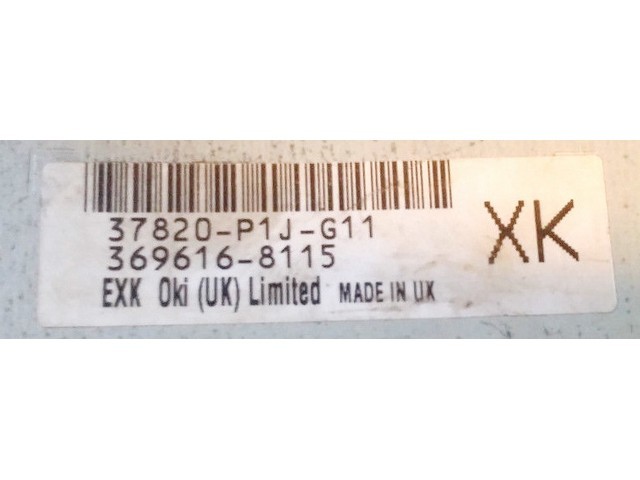 37820-P1J-G11
369616-8115
EXK Oki (UK) Limited MADE IN UK
XK